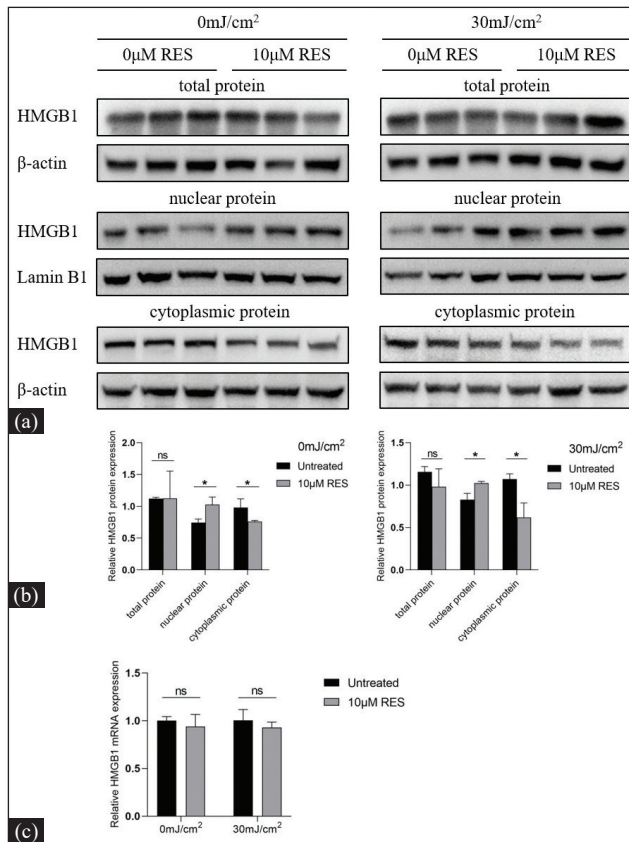 0mJ/cm²
30mJ/cm²
0μM RES
10μM RES
0μM RES
10μM RES
total protein
total protein
HMGB1
β-actin
nuclear protein
nuclear protein
HMGB1
Lamin B1
cytoplasmic protein
cytoplasmic protein
HMGB1
β-actin
(a)
Relative HMGB1 protein expression
2.0
1.5
1.0
0.5
0.0
ns
*
*
0mJ/cm²
Untreated
10μM RES
total protein
nuclear protein
cytoplasmic protein
Relative HMGB1 protein expression
1.5
1.0
0.5
0.0
ns
*
*
30mJ/cm²
Untreated
10μM RES
total protein
nuclear protein
cytoplasmic protein
(b)
Relative HMGB1 mRNA expression
1.5
1.0
0.5
0.0
ns
ns
Untreated
10μM RES
0mJ/cm²
30mJ/cm²
(c)